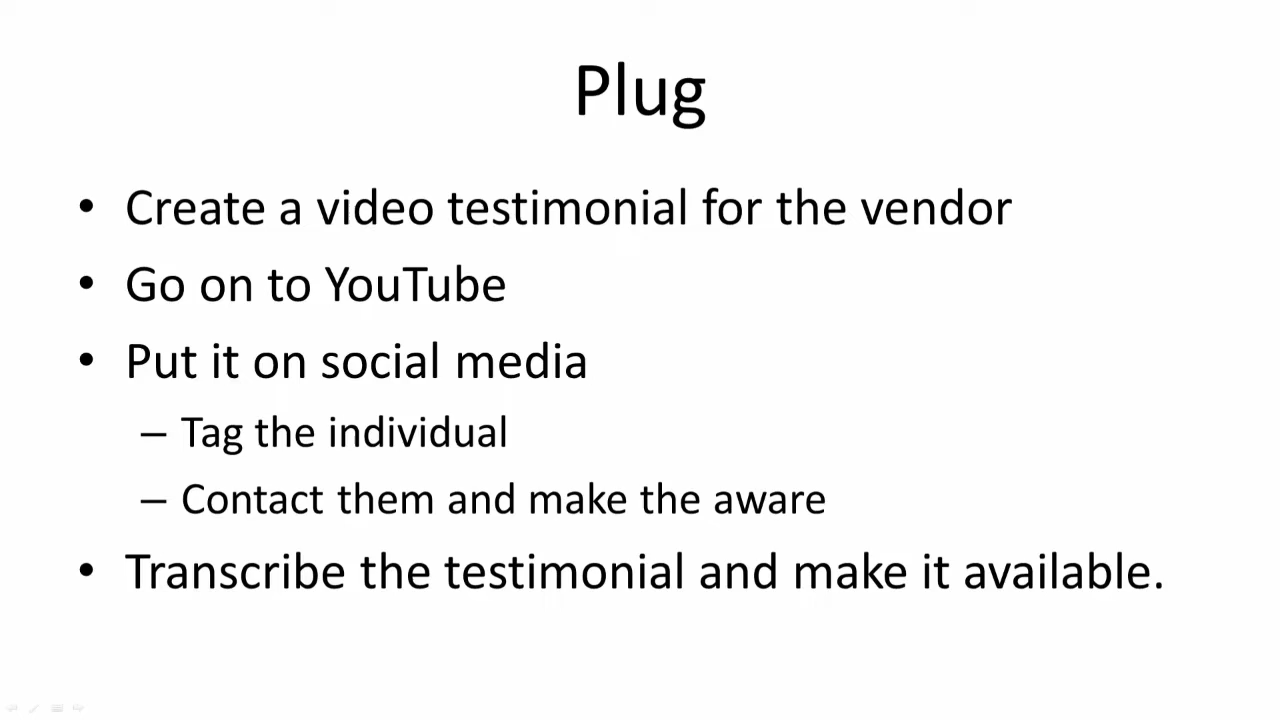 Plug
• Create a video testimonial for the vendor
• Go on to YouTube
• Put it on social media
– Tag the individual
– Contact them and make the aware
• Transcribe the testimonial and make it available.